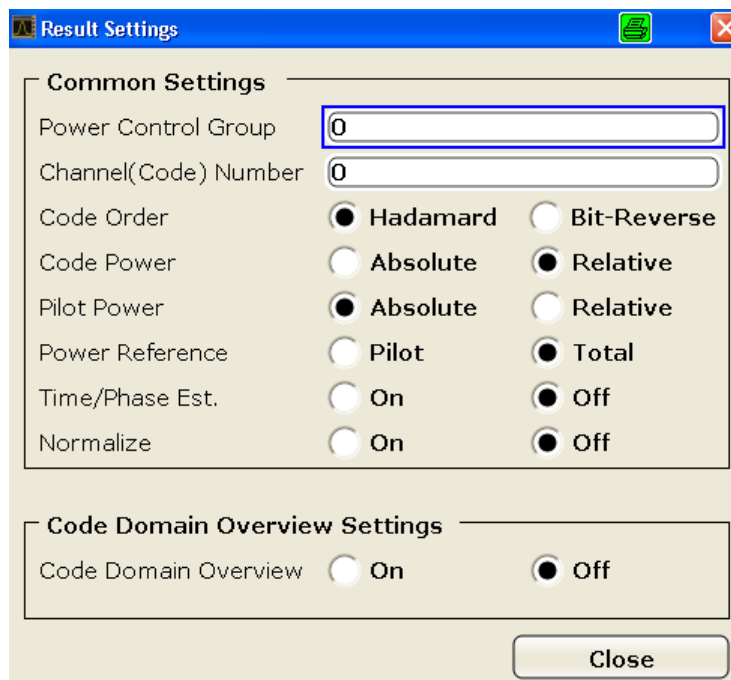 Result Settings
Common Settings
Power Control Group 0
Channel(Code) Number 0
Code Order Hadamard Bit-Reverse
Code Power Absolute Relative
Pilot Power Absolute Relative
Power Reference Pilot Total
Time/Phase Est. On Off
Normalize On Off
Code Domain Overview Settings
Code Domain Overview On Off
Close